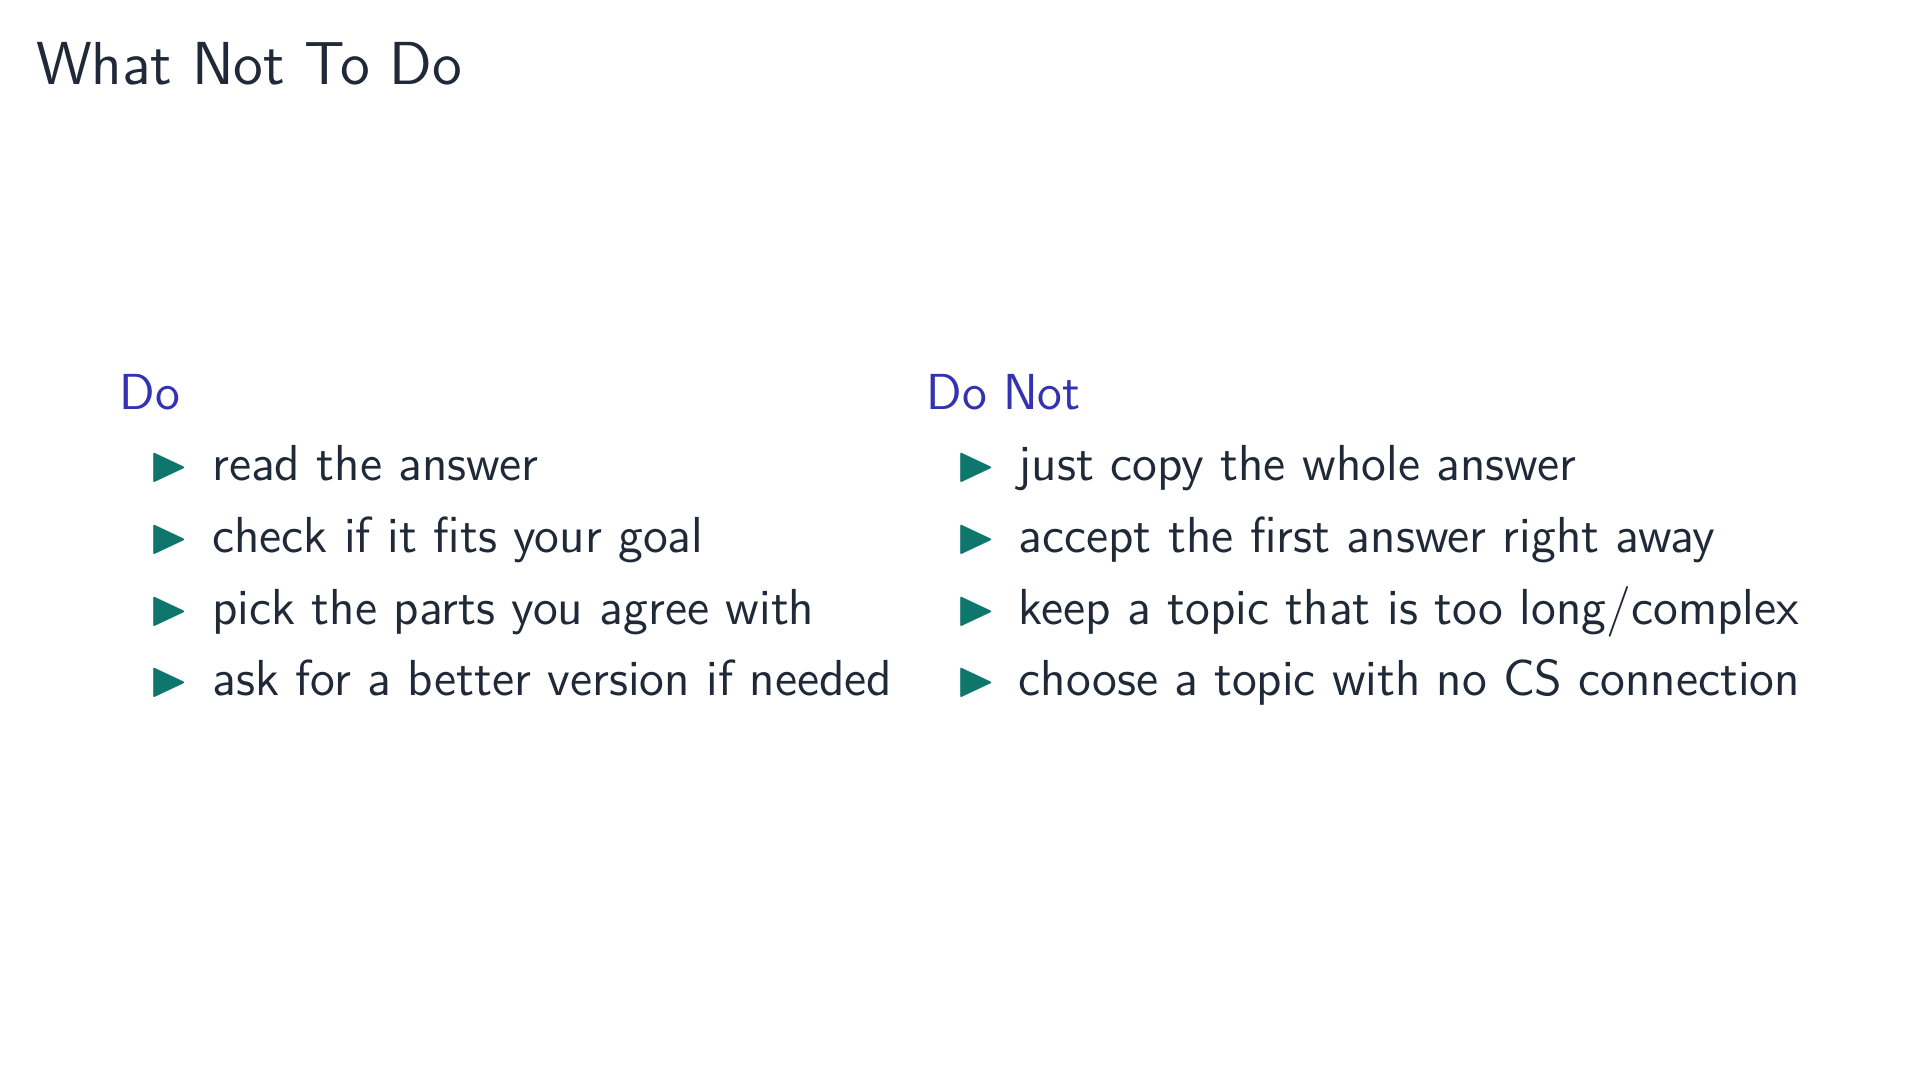 What Not To Do
Do
read the answer
check if it fits your goal
pick the parts you agree with
ask for a better version if needed
Do Not
just copy the whole answer
accept the first answer right away
keep a topic that is too long/complex
choose a topic with no CS connection